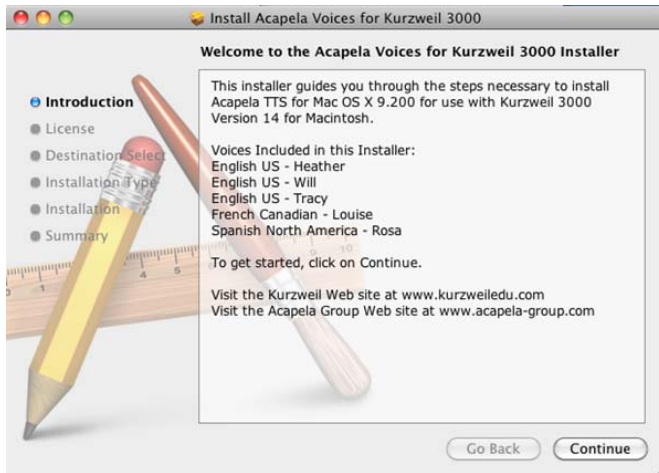 Install Acapela Voices for Kurzweil 3000
Welcome to the Acapela Voices for Kurzweil 3000 Installer
Introduction
License
Destination Select
Installation Type
Installation
Summary
This installer guides you through the steps necessary to install
Acapela TTS for Mac OS X 9.200 for use with Kurzweil 3000
Version 14 for Macintosh.
Voices Included in this Installer:
English US - Heather
English US - Will
English US - Tracy
French Canadian - Louise
Spanish North America - Rosa
To get started, click on Continue.
Visit the Kurzweil Web site at www.kurzweiledu.com
Visit the Acapela Group Web site at www.acapela-group.com
Go Back
Continue